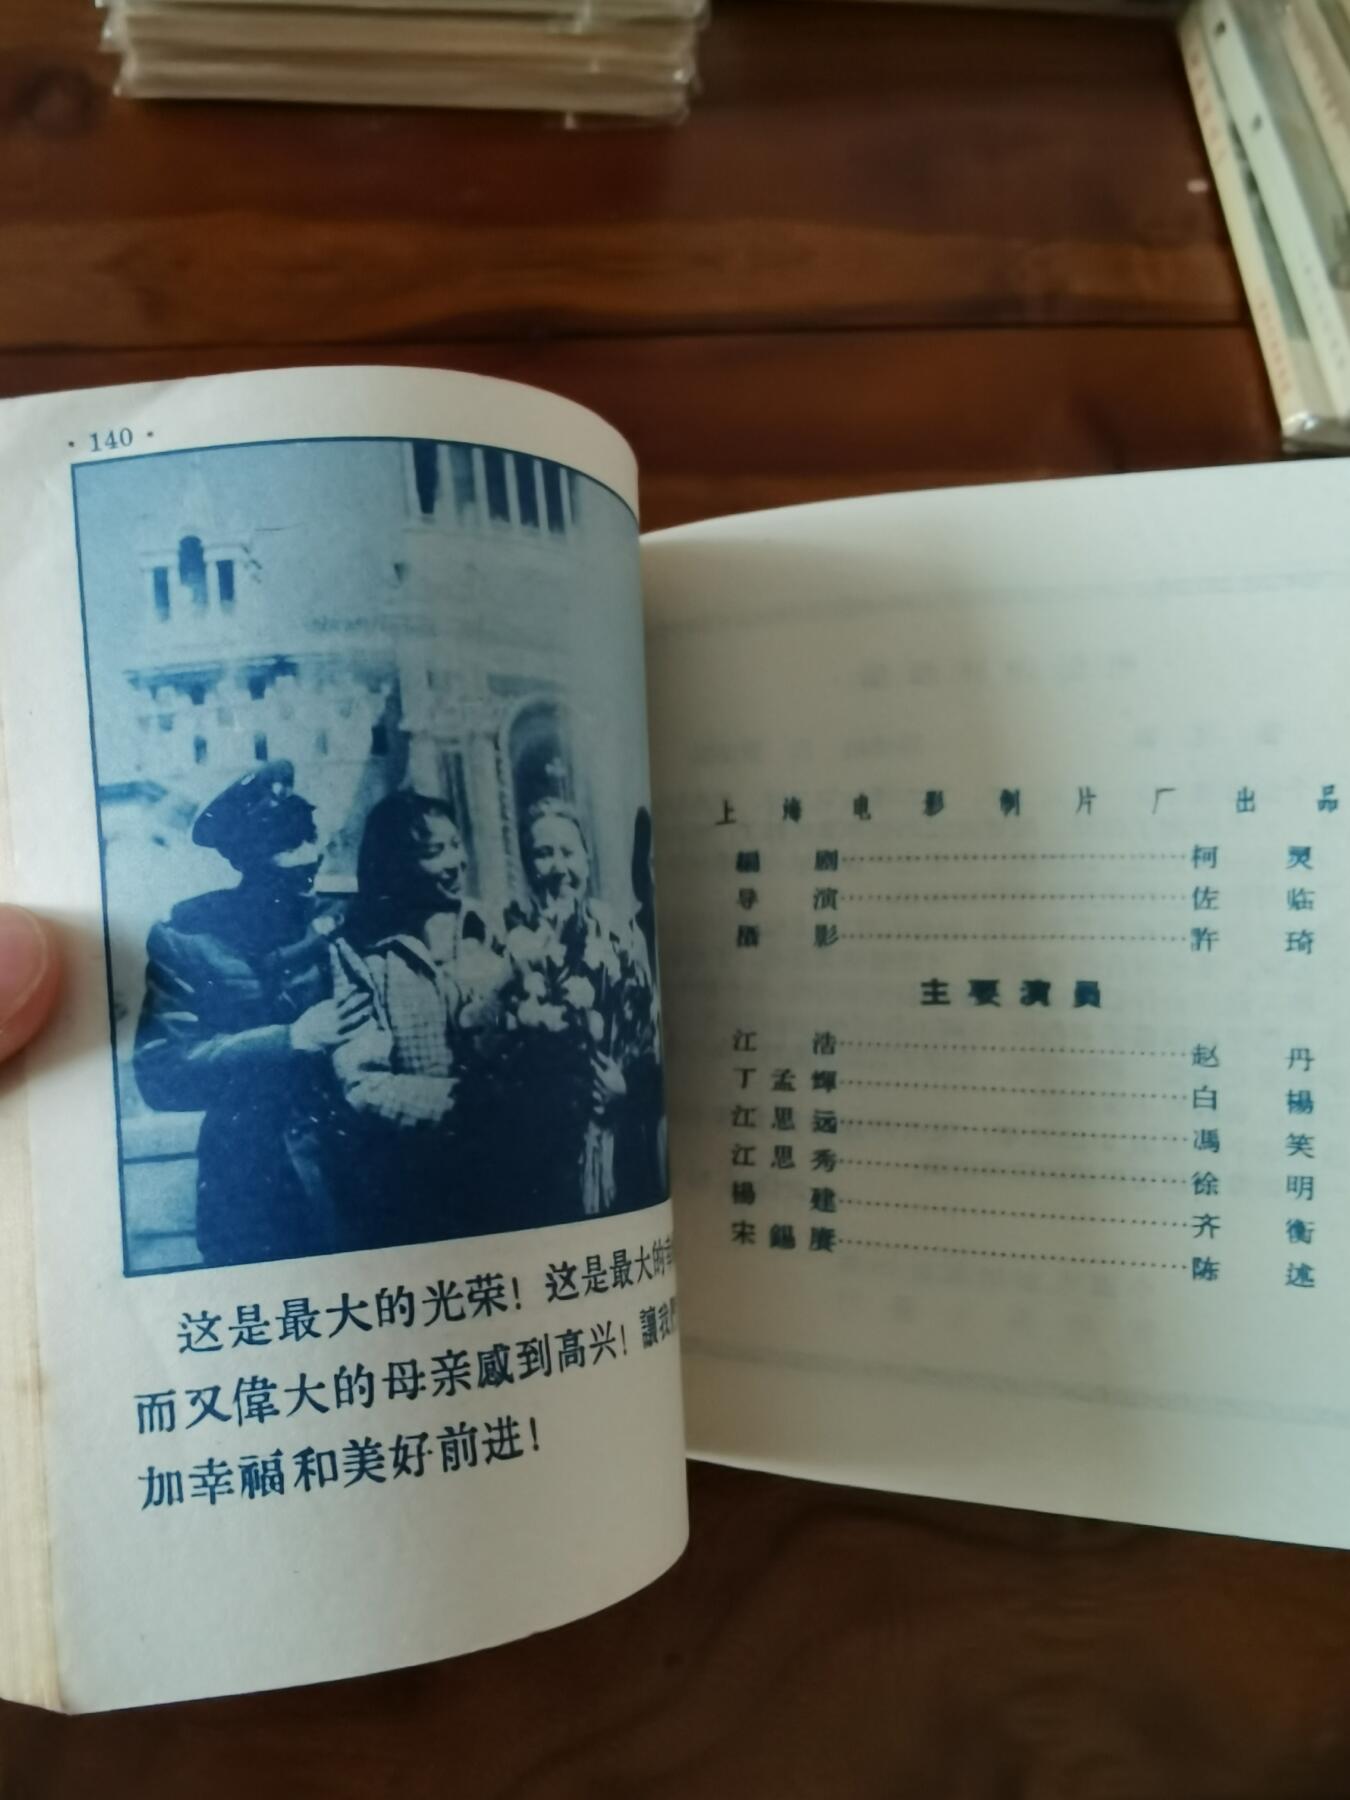 · 140 ·
这是最大的光荣！这是最大的
而又偉大的母亲感到高兴！讓我
加幸福和美好前进！
上海电影制片厂出品
編剧……………………柯灵
导演……………………佐临
攝影……………………許琦
主要演員
江浩……………………赵丹
丁孟輝……………………白楊
江思远……………………馮笑
江思秀……………………徐明
楊建……………………齐衡
宋錫賡……………………陈述